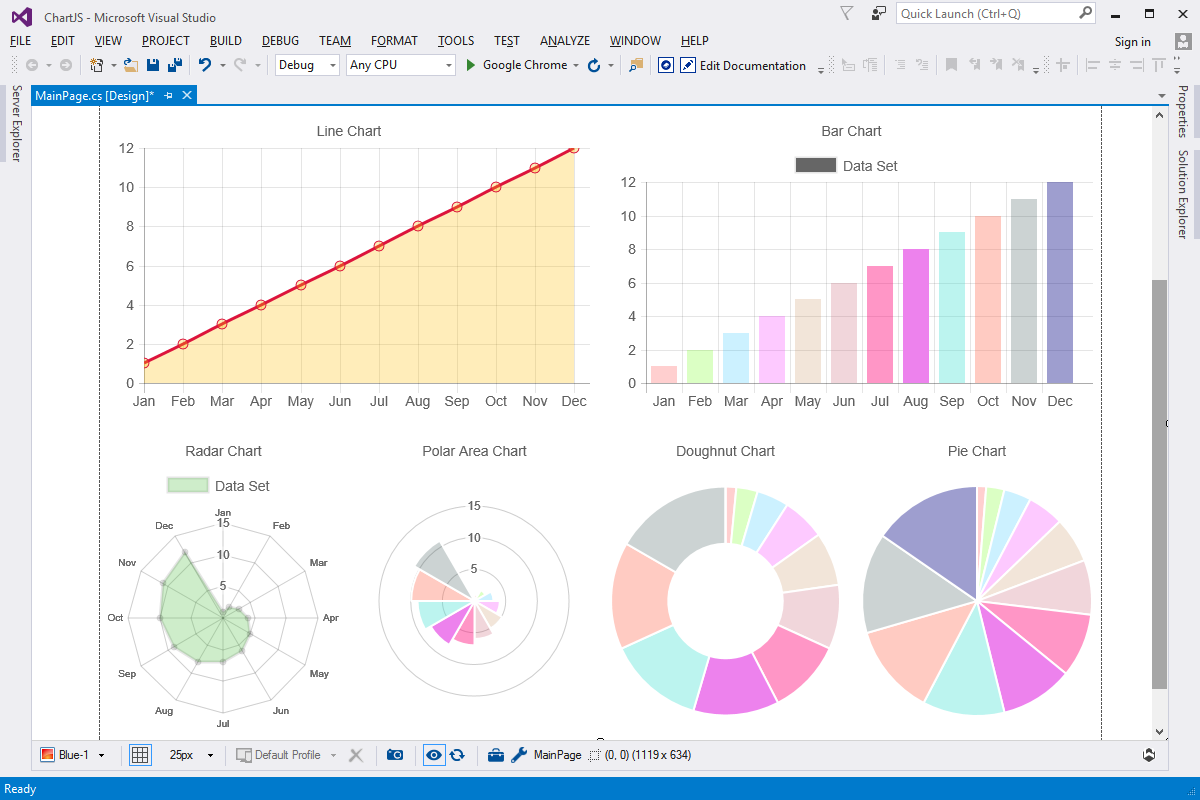 ChartJS - Microsoft Visual Studio
Quick Launch (Ctrl+Q)
FILE EDIT VIEW PROJECT BUILD DEBUG TEAM FORMAT TOOLS TEST ANALYZE WINDOW HELP
Sign in
Debug Any CPU Google Chrome Edit Documentation
Server Explorer
MainPage.cs [Design]*
Properties
Solution Explorer
Line Chart
12
10
8
6
4
2
0
Jan Feb Mar Apr May Jun Jul Aug Sep Oct Nov Dec
Bar Chart
Data Set
12
10
8
6
4
2
0
Jan Feb Mar Apr May Jun Jul Aug Sep Oct Nov Dec
Radar Chart
Data Set
Jan
Feb
Mar
Apr
May
Jun
Jul
Aug
Sep
Oct
Nov
Dec
15
10
5
Polar Area Chart
15
10
5
Doughnut Chart
Pie Chart
Blue-1 25px Default Profile MainPage (0, 0) (1119 x 634)
Ready